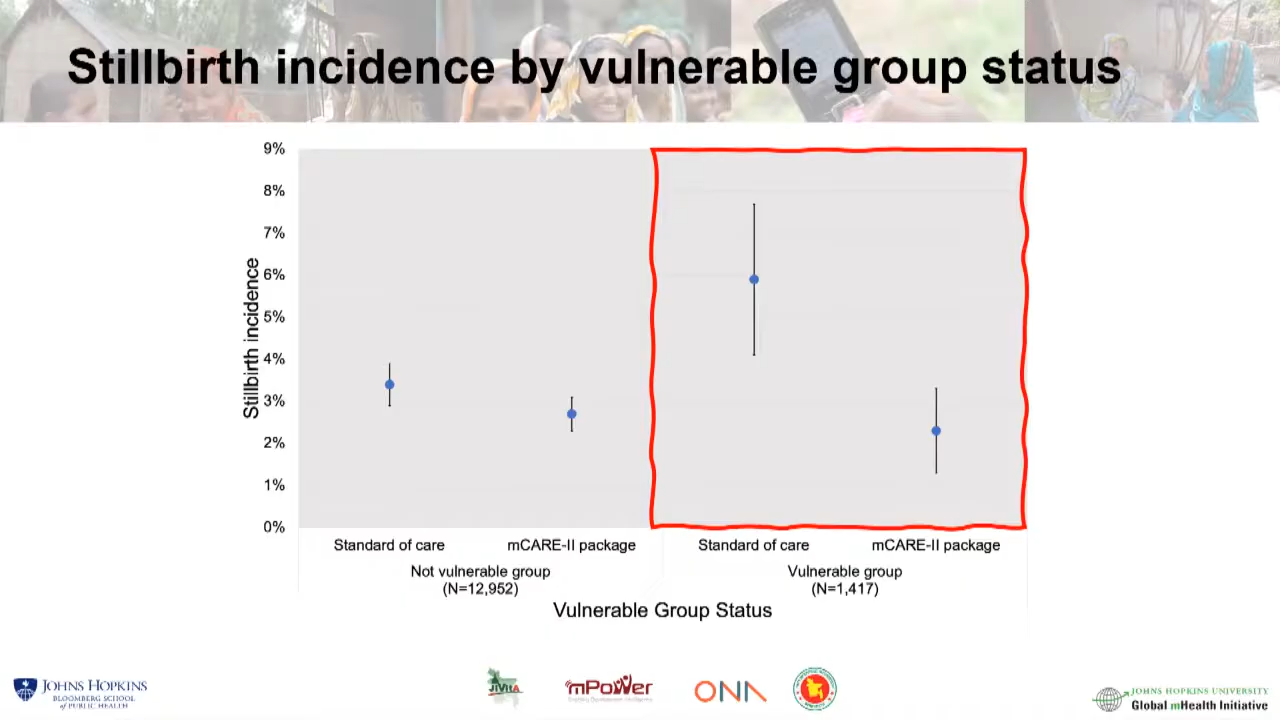 Stillbirth incidence by vulnerable group status
9%
8%
7%
6%
5%
4%
3%
2%
1%
0%
Stillbirth incidence
Standard of care
mCARE-II package
Standard of care
mCARE-II package
Not vulnerable group
(N=12,952)
Vulnerable group
(N=1,417)
Vulnerable Group Status
JOHNS HOPKINS
BLOOMBERG SCHOOL
of PUBLIC HEALTH
JiViTA
mPOWER
ONA
JOHNS HOPKINS UNIVERSITY
Global mHealth Initiative